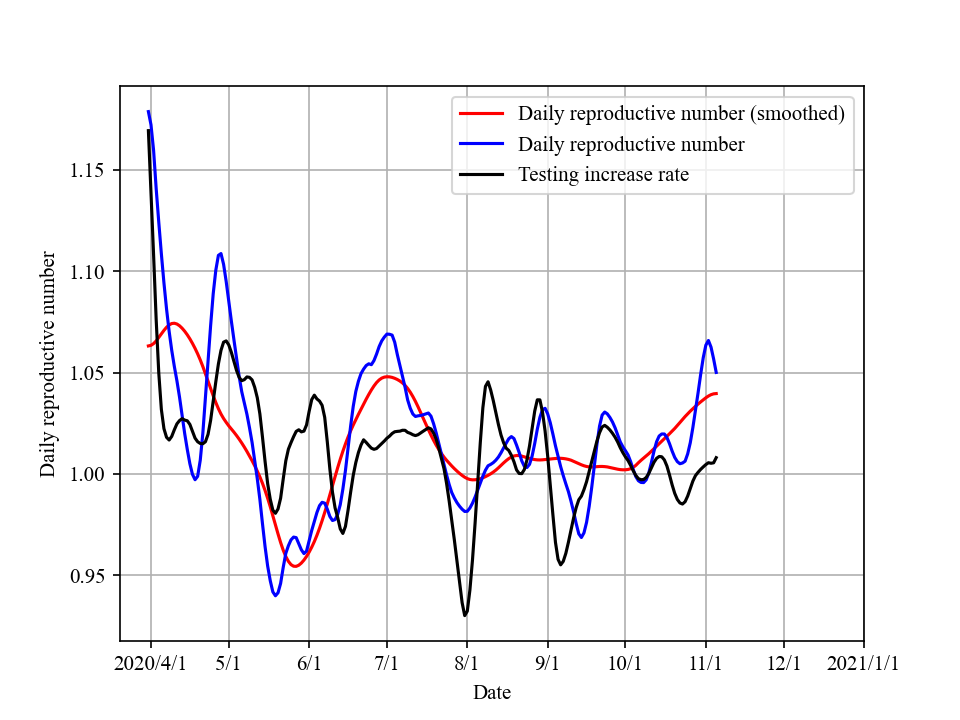 Daily reproductive number (smoothed)
Daily reproductive number
Testing increase rate
1.15
1.10
1.05
1.00
0.95
Daily reproductive number
2020/4/1 5/1 6/1 7/1 8/1 9/1 10/1 11/1 12/1 2021/1/1
Date